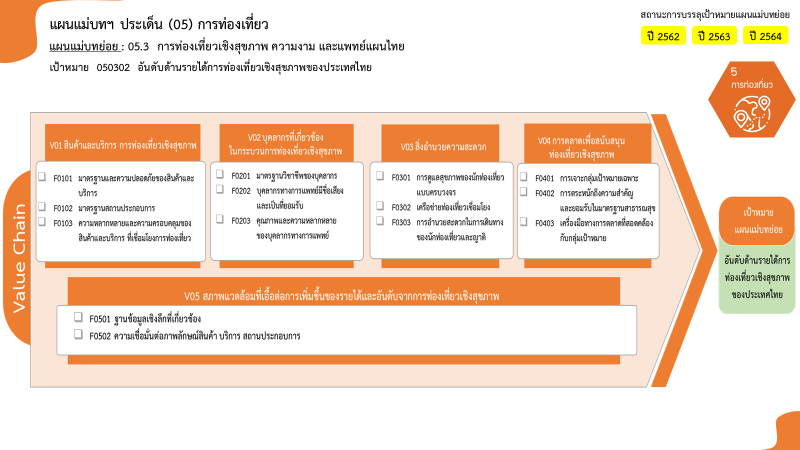 แผนแม่บทฯ ประเด็น (05) การท่องเที่ยว
แผนแม่บทย่อย : 05.3 การท่องเที่ยวเชิงสุขภาพ ความงาม และแพทย์แผนไทย
เป้าหมาย 050302 อันดับด้านรายได้การท่องเที่ยวเชิงสุขภาพของประเทศไทย
สถานะการบรรลุเป้าหมายแผนแม่บทย่อย
ปี 2562 ปี 2563 ปี 2564
5
การท่องเที่ยว
Value Chain
V01 สินค้าและบริการ การท่องเที่ยวเชิงสุขภาพ
F0101 มาตรฐานและความปลอดภัยของสินค้าและ
บริการ
F0102 มาตรฐานสถานประกอบการ
F0103 ความหลากหลายและความครอบคลุมของ
สินค้าและบริการ ที่เชื่อมโยงการท่องเที่ยว
V02 บุคลากรที่เกี่ยวข้อง
ในกระบวนการท่องเที่ยวเชิงสุขภาพ
F0201 มาตรฐานวิชาชีพของบุคลากร
F0202 บุคลากรทางการแพทย์มีชื่อเสียง
และเป็นที่ยอมรับ
F0203 คุณภาพและความหลากหลาย
ของบุคลากรทางการแพทย์
V03 สิ่งอำนวยความสะดวก
F0301 การดูแลสุขภาพของนักท่องเที่ยว
แบบครบวงจร
F0302 เครือข่ายท่องเที่ยวเชื่อมโยง
F0303 การอำนวยสะดวกในการเดินทาง
ของนักท่องเที่ยวและญาติ
V04 การตลาดเพื่อสนับสนุน
ท่องเที่ยวเชิงสุขภาพ
F0401 การเจาะกลุ่มเป้าหมายเฉพาะ
F0402 การตระหนักถึงความสำคัญ
และยอมรับในมาตรฐานสาธารณสุข
F0403 เครื่องมือทางการตลาดที่สอดคล้อง
กับกลุ่มเป้าหมาย
V05 สภาพแวดล้อมที่เอื้อต่อการเพิ่มขึ้นของรายได้และอันดับจากการท่องเที่ยวเชิงสุขภาพ
F0501 ฐานข้อมูลเชิงลึกที่เกี่ยวข้อง
F0502 ความเชื่อมั่นต่อภาพลักษณ์สินค้า บริการ สถานประกอบการ
เป้าหมาย
แผนแม่บทย่อย
อันดับด้านรายได้การ
ท่องเที่ยวเชิงสุขภาพ
ของประเทศไทย